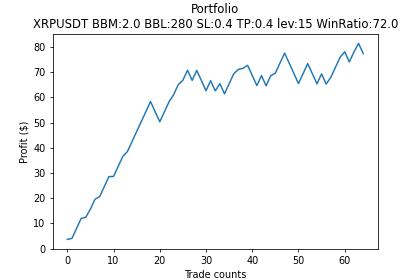 Portfolio
XRPUSDT BBM:2.0 BBL:280 SL:0.4 TP:0.4 lev:15 WinRatio:72.0
80
70
60
50
40
30
20
10
0
Profit ($)
0 10 20 30 40 50 60
Trade counts